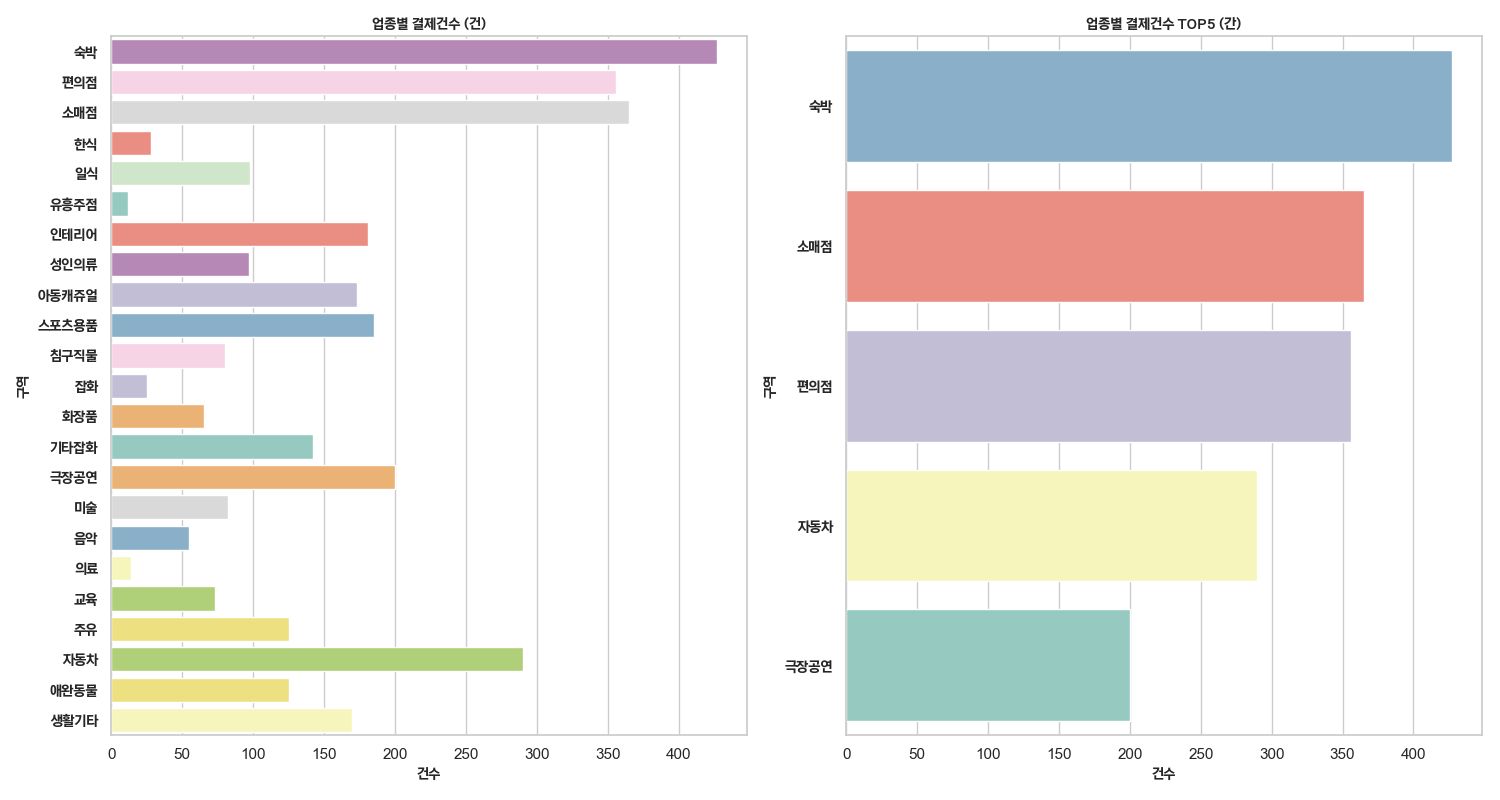 업종별 결제건수 (건)
숙박
편의점
소매점
한식
일식
유흥주점
인테리어
성인의류
아동캐쥬얼
스포츠용품
침구직물
잡화
화장품
기타잡화
극장공연
미술
음악
의료
교육
주유
자동차
애완동물
생활기타
구역
0 50 100 150 200 250 300 350 400
건수
업종별 결제건수 TOP5 (간)
숙박
소매점
편의점
자동차
극장공연
구역
0 50 100 150 200 250 300 350 400
건수